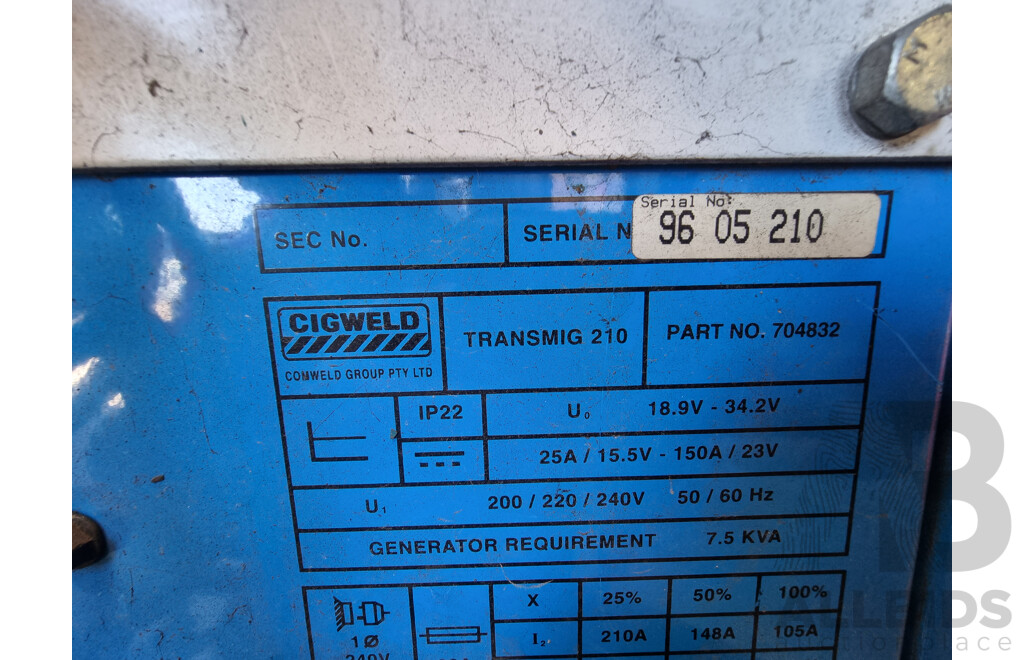 SEC No.
SERIAL N
Serial No:
96 05 210
CIGWELD
COMWELD GROUP PTY LTD
TRANSMIG 210
PART NO. 704832
IP22
U₀ 18.9V - 34.2V
25A / 15.5V - 150A / 23V
U₁ 200 / 220 / 240V 50 / 60 Hz
GENERATOR REQUIREMENT 7.5 KVA
1Ø
240V
X 25% 50% 100%
I₂ 210A 148A 105A
ALLBIDS